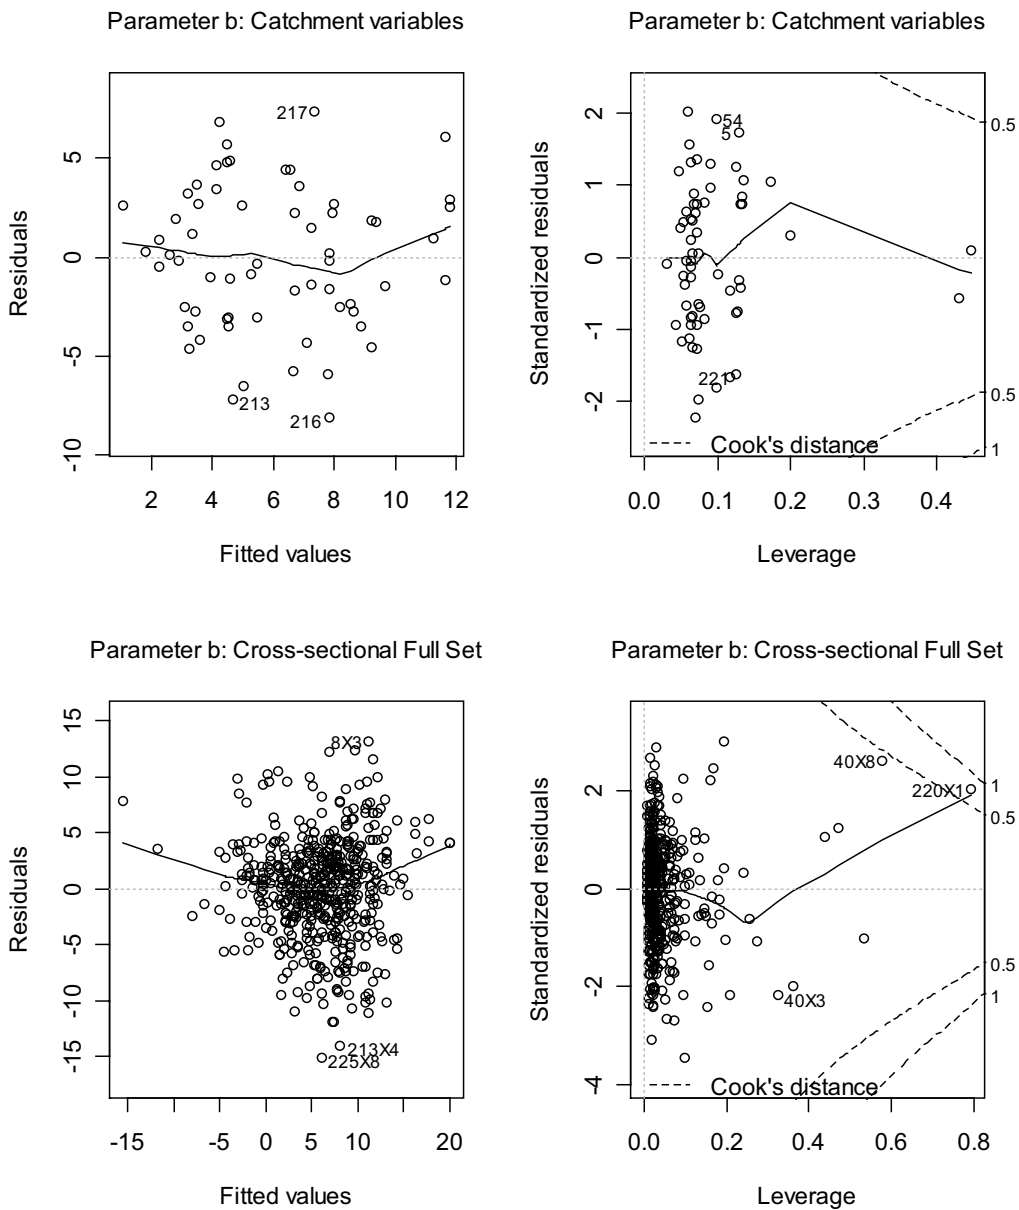 Parameter b: Catchment variables
Residuals
5
0
-5
-10
217
213
216
2 4 6 8 10 12
Fitted values
Parameter b: Catchment variables
Standardized residuals
2
1
0
-1
-2
54
5
221
0.5
0.5
1
Cook's distance
0.0 0.1 0.2 0.3 0.4
Leverage
Parameter b: Cross-sectional Full Set
Residuals
15
10
5
0
-5
-10
-15
8X3
213X4
225X8
-15 -5 0 5 10 20
Fitted values
Parameter b: Cross-sectional Full Set
Standardized residuals
2
0
-2
-4
40X8
220X1
40X3
1
0.5
0.5
1
Cook's distance
0.0 0.2 0.4 0.6 0.8
Leverage